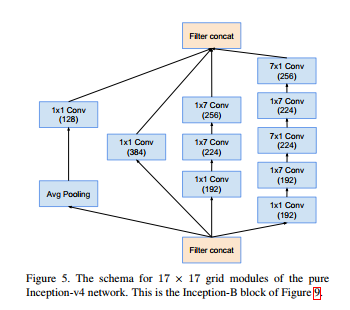 Filter concat
7x1 Conv
(256)
1x1 Conv
(128)
1x7 Conv
(256)
1x7 Conv
(224)
1x1 Conv
(384)
1x7 Conv
(224)
7x1 Conv
(224)
Avg Pooling
1x1 Conv
(192)
1x7 Conv
(192)
1x1 Conv
(192)
Filter concat
Figure 5. The schema for 17 × 17 grid modules of the pure
Inception-v4 network. This is the Inception-B block of Figure 9.